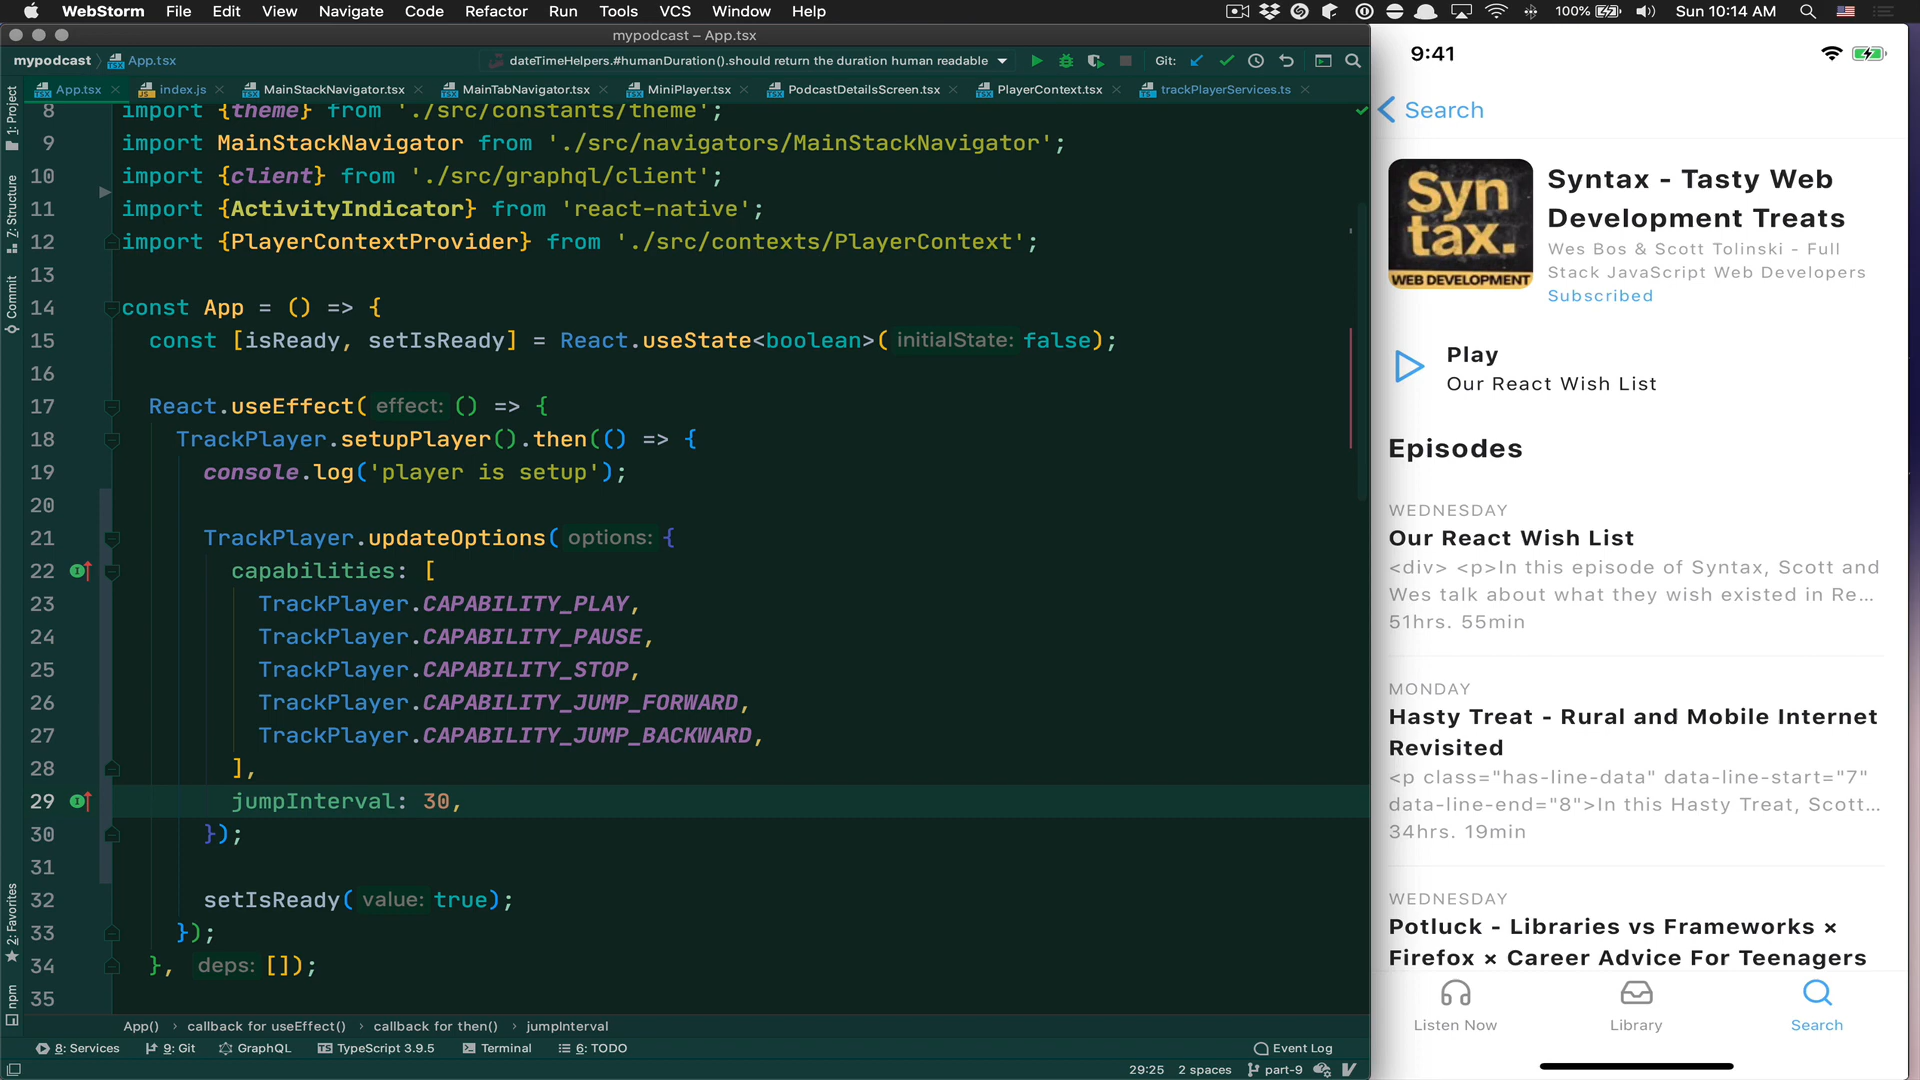 WebStorm File Edit View Navigate Code Refactor Run Tools VCS Window Help 100% Sun 10:14 AM
mypodcast – App.tsx
mypodcast App.tsx dateTimeHelpers.#humanDuration().should return the duration human readable Git:
App.tsx index.js MainStackNavigator.tsx MainTabNavigator.tsx MiniPlayer.tsx PodcastDetailsScreen.tsx PlayerContext.tsx trackPlayerServices.ts
1: Project
Z: Structure
Commit
2: Favorites
npm
8 import {theme} from './src/constants/theme';
9 import MainStackNavigator from './src/navigators/MainStackNavigator';
10 import {client} from './src/graphql/client';
11 import {ActivityIndicator} from 'react-native';
12 import {PlayerContextProvider} from './src/contexts/PlayerContext';
13
14 const App = () => {
15 const [isReady, setIsReady] = React.useState<boolean>( initialState: false);
16
17 React.useEffect( effect: () => {
18 TrackPlayer.setupPlayer().then(() => {
19 console.log('player is setup');
20
21 TrackPlayer.updateOptions( options: {
22 capabilities: [
23 TrackPlayer.CAPABILITY_PLAY,
24 TrackPlayer.CAPABILITY_PAUSE,
25 TrackPlayer.CAPABILITY_STOP,
26 TrackPlayer.CAPABILITY_JUMP_FORWARD,
27 TrackPlayer.CAPABILITY_JUMP_BACKWARD,
28 ],
29 jumpInterval: 30,
30 });
31
32 setIsReady( value: true);
33 });
34 }, deps: []);
35
App() › callback for useEffect() › callback for then() › jumpInterval
8: Services 9: Git GraphQL TypeScript 3.9.5 Terminal 6: TODO Event Log
29:25 2 spaces part-9
9:41
Search
Syn
tax.
WEB DEVELOPMENT
Syntax - Tasty Web
Development Treats
Wes Bos & Scott Tolinski - Full
Stack JavaScript Web Developers
Subscribed
Play
Our React Wish List
Episodes
WEDNESDAY
Our React Wish List
<div> <p>In this episode of Syntax, Scott and
Wes talk about what they wish existed in Re...
51hrs. 55min
MONDAY
Hasty Treat - Rural and Mobile Internet
Revisited
<p class="has-line-data" data-line-start="7"
data-line-end="8">In this Hasty Treat, Scott...
34hrs. 19min
WEDNESDAY
Potluck - Libraries vs Frameworks ×
Firefox × Career Advice For Teenagers
Listen Now Library Search